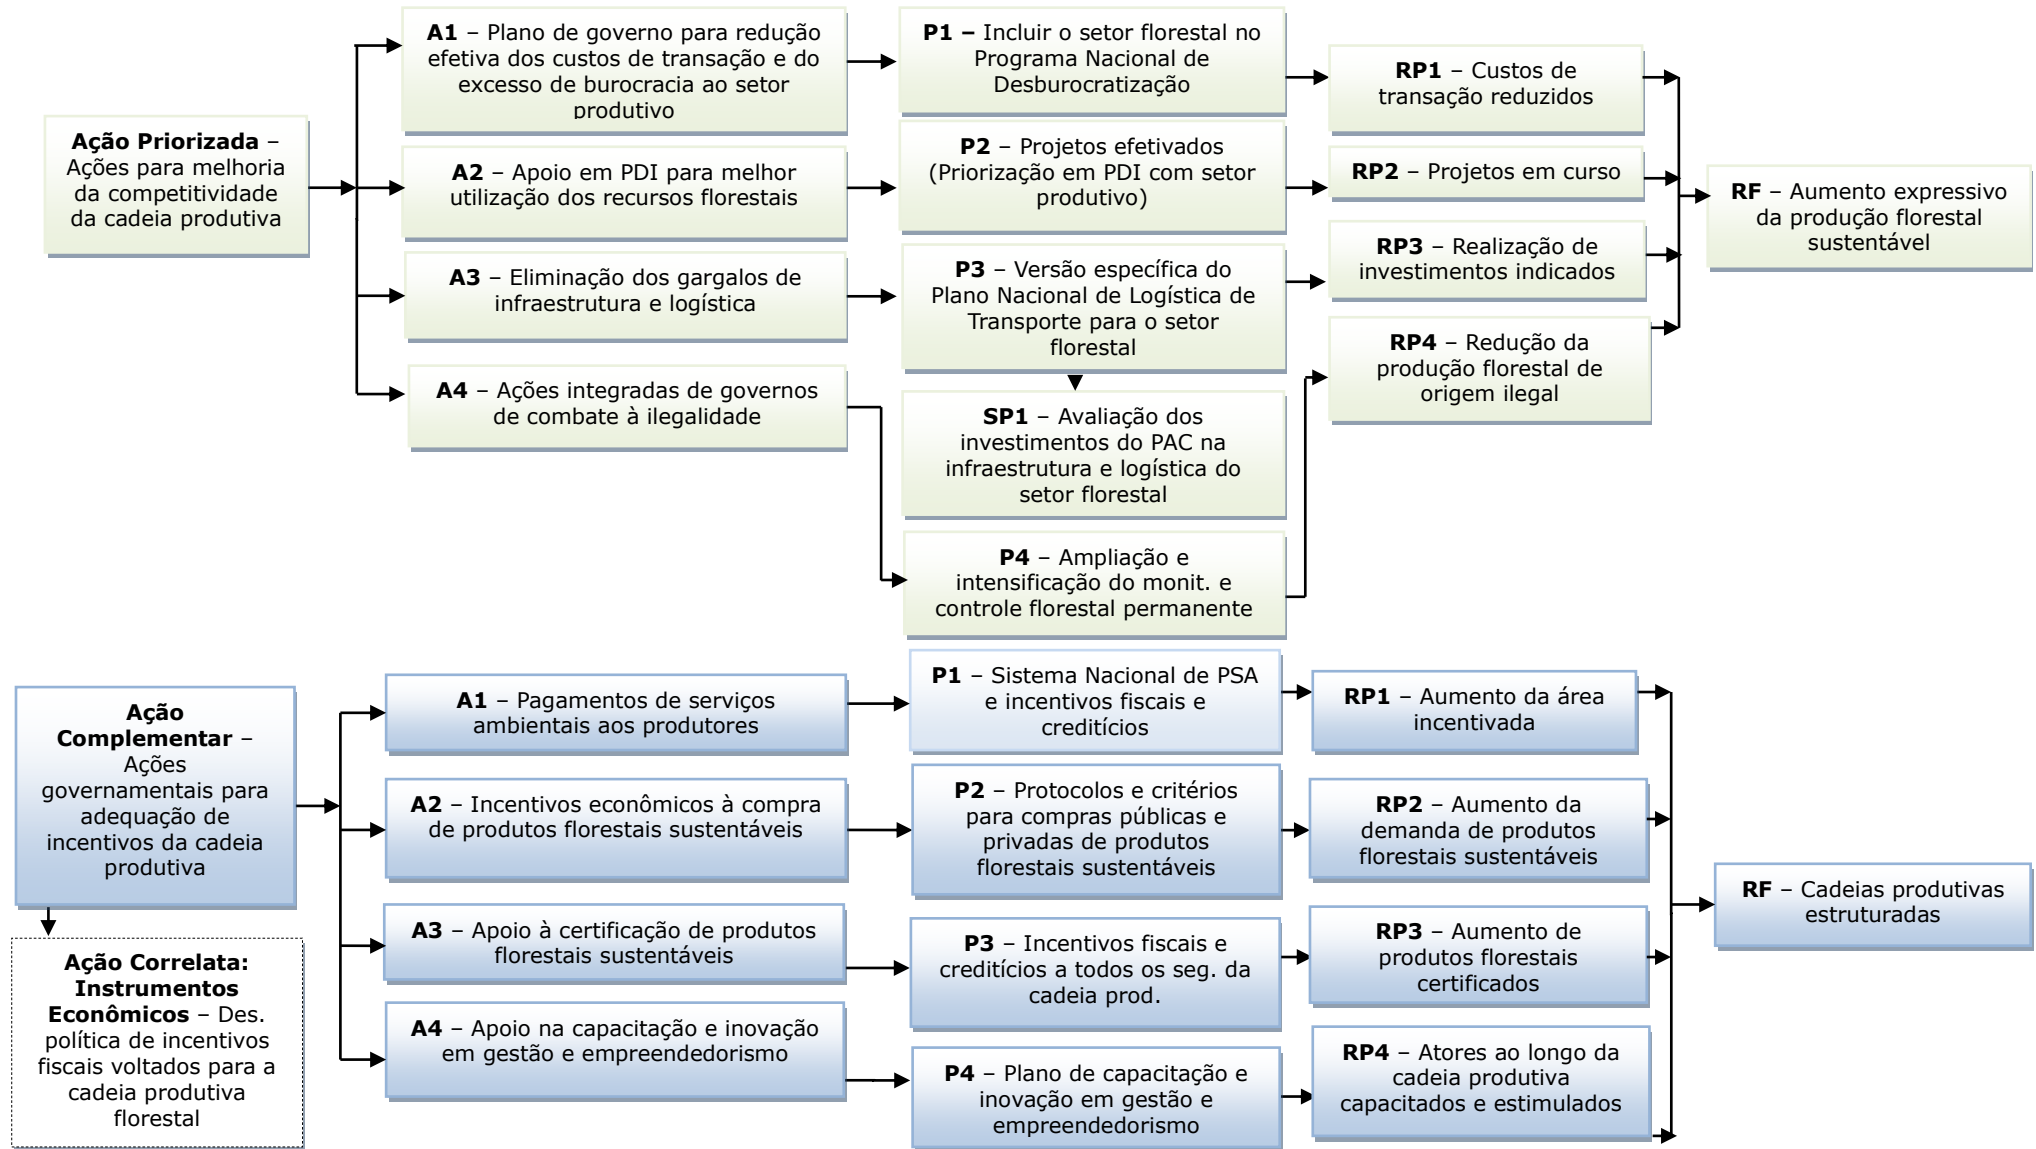 Ação Priorizada –
Ações para melhoria
da competitividade
da cadeia produtiva
A1 – Plano de governo para redução
efetiva dos custos de transação e do
excesso de burocracia ao setor
produtivo
A2 – Apoio em PDI para melhor
utilização dos recursos florestais
A3 – Eliminação dos gargalos de
infraestrutura e logística
A4 – Ações integradas de governos
de combate à ilegalidade
P1 – Incluir o setor florestal no
Programa Nacional de
Desburocratização
P2 – Projetos efetivados
(Priorização em PDI com setor
produtivo)
P3 – Versão específica do
Plano Nacional de Logística de
Transporte para o setor
florestal
SP1 – Avaliação dos
investimentos do PAC na
infraestrutura e logística do
setor florestal
P4 – Ampliação e
intensificação do monit. e
controle florestal permanente
RP1 – Custos de
transação reduzidos
RP2 – Projetos em curso
RP3 – Realização de
investimentos indicados
RP4 – Redução da
produção florestal de
origem ilegal
RF – Aumento expressivo
da produção florestal
sustentável
Ação
Complementar –
Ações
governamentais para
adequação de
incentivos da cadeia
produtiva
Ação Correlata:
Instrumentos
Econômicos – Des.
política de incentivos
fiscais voltados para a
cadeia produtiva
florestal
A1 – Pagamentos de serviços
ambientais aos produtores
A2 – Incentivos econômicos à compra
de produtos florestais sustentáveis
A3 – Apoio à certificação de produtos
florestais sustentáveis
A4 – Apoio na capacitação e inovação
em gestão e empreendedorismo
P1 – Sistema Nacional de PSA
e incentivos fiscais e
creditícios
P2 – Protocolos e critérios
para compras públicas e
privadas de produtos
florestais sustentáveis
P3 – Incentivos fiscais e
creditícios a todos os seg. da
cadeia prod.
P4 – Plano de capacitação e
inovação em gestão e
empreendedorismo
RP1 – Aumento da área
incentivada
RP2 – Aumento da
demanda de produtos
florestais sustentáveis
RP3 – Aumento de
produtos florestais
certificados
RP4 – Atores ao longo da
cadeia produtiva
capacitados e estimulados
RF – Cadeias produtivas
estruturadas